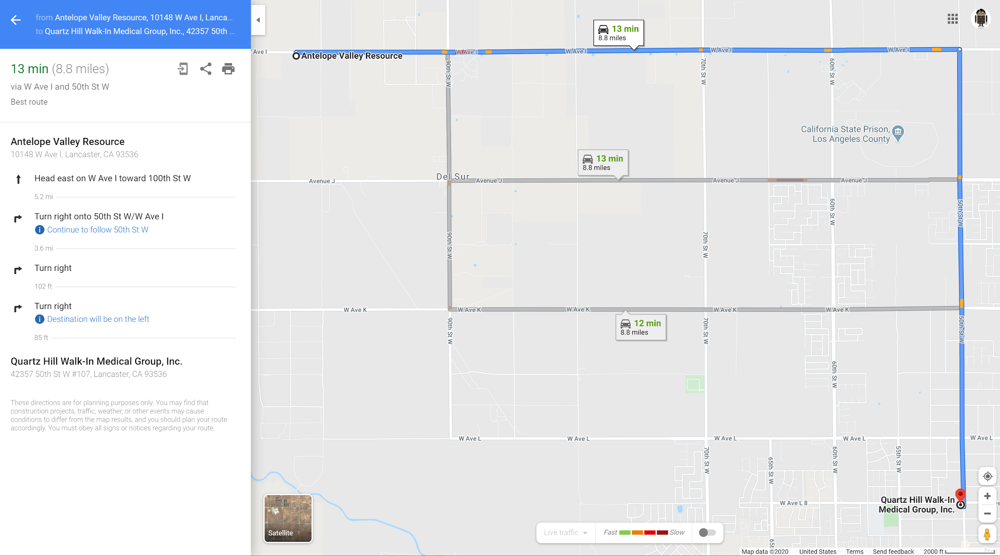 from Antelope Valley Resource, 10148 W Ave I, Lanca...
to Quartz Hill Walk-In Medical Group, Inc., 42357 50th ...
13 min (8.8 miles)
via W Ave I and 50th St W
Best route
Antelope Valley Resource
10148 W Ave I, Lancaster, CA 93536
Head east on W Ave I toward 100th St W
5.2 mi
Turn right onto 50th St W/W Ave I
Continue to follow 50th St W
3.6 mi
Turn right
102 ft
Turn right
Destination will be on the left
85 ft
Quartz Hill Walk-In Medical Group, Inc.
42357 50th St W #107, Lancaster, CA 93536
These directions are for planning purposes only. You may find that
construction projects, traffic, weather, or other events may cause
conditions to differ from the map results, and you should plan your route
accordingly. You must obey all signs or notices regarding your route.
13 min
8.8 miles
Ave I
W Ave I
W Ave I
W Ave I
W Ave I
Antelope Valley Resource
90th St W
70th St W
60th St W
California State Prison,
Los Angeles County
13 min
8.8 miles
Del Sur
Avenue J
Avenue J
Avenue J
Avenue J
60th St W
50th St W
90th St W
70th St W
W Ave K
W Ave K
W Ave K
W Ave K
W Ave K
12 min
8.8 miles
90th St W
70th St W
50th St W
60th St W
W Ave L
W Ave L
W Ave L
W Ave L
W Ave L
70th St W
65th St W
60th St W
55th St W
W Ave L 8
Quartz Hill Walk-In
Medical Group, Inc.
Satellite
Live traffic
Fast
Slow
65t
Map data ©2020
United States
Terms
Send feedback
2000 ft